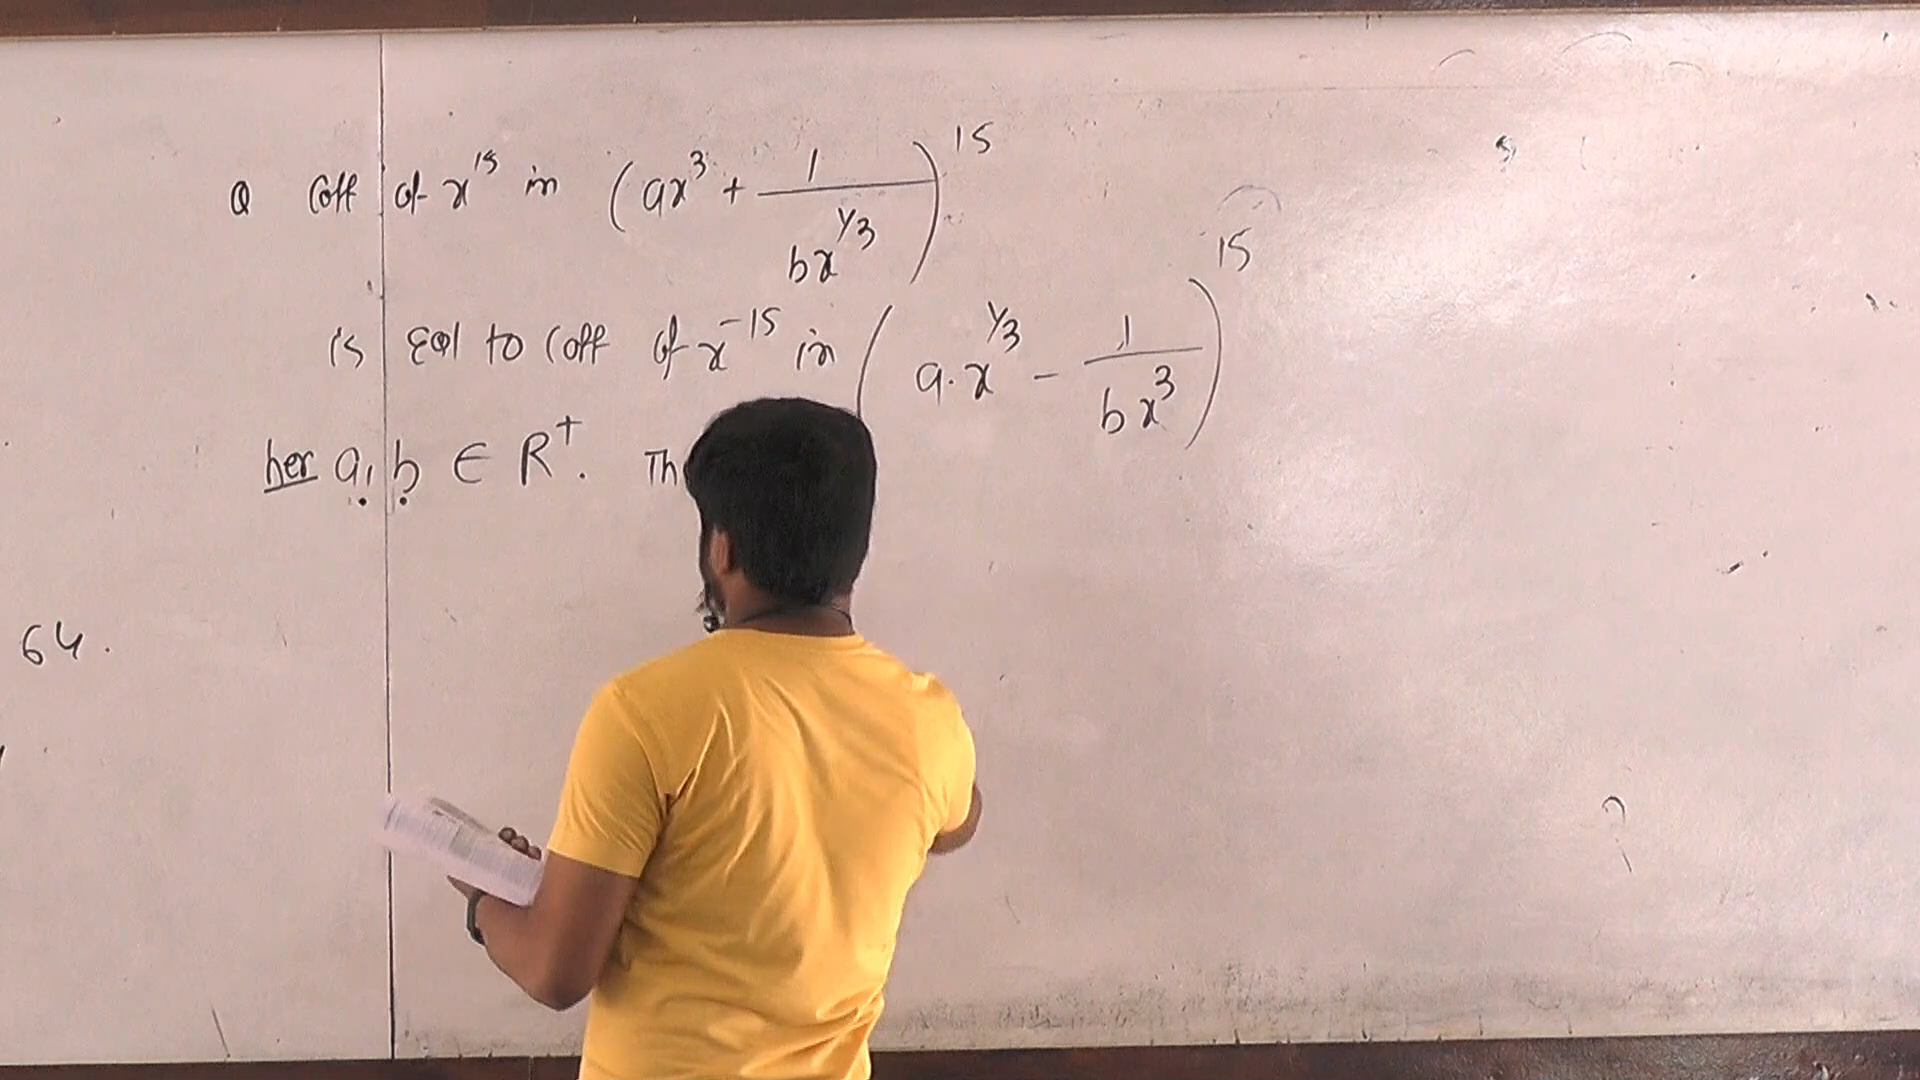 Q Coff of x^15 in (ax^3 + 1/(bx^1/3))^15
is Eql to Coff of x^-15 in (a.x^1/3 - 1/(bx^3))^15
her a, b ∈ R^+. Th
64.